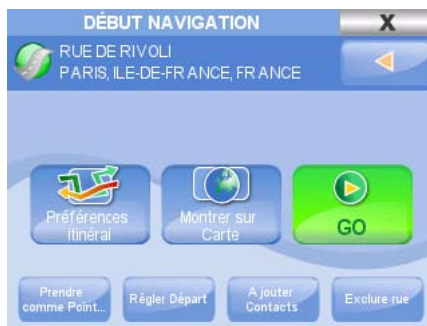 DÉBUT NAVIGATION
X
RUE DE RIVOLI
PARIS, ILE-DE-FRANCE, FRANCE
Préférences
itinérai
Montrer sur
Carte
GO
Prendre
comme Point...
Régler Départ
Ajouter
Contacts
Exclure rue